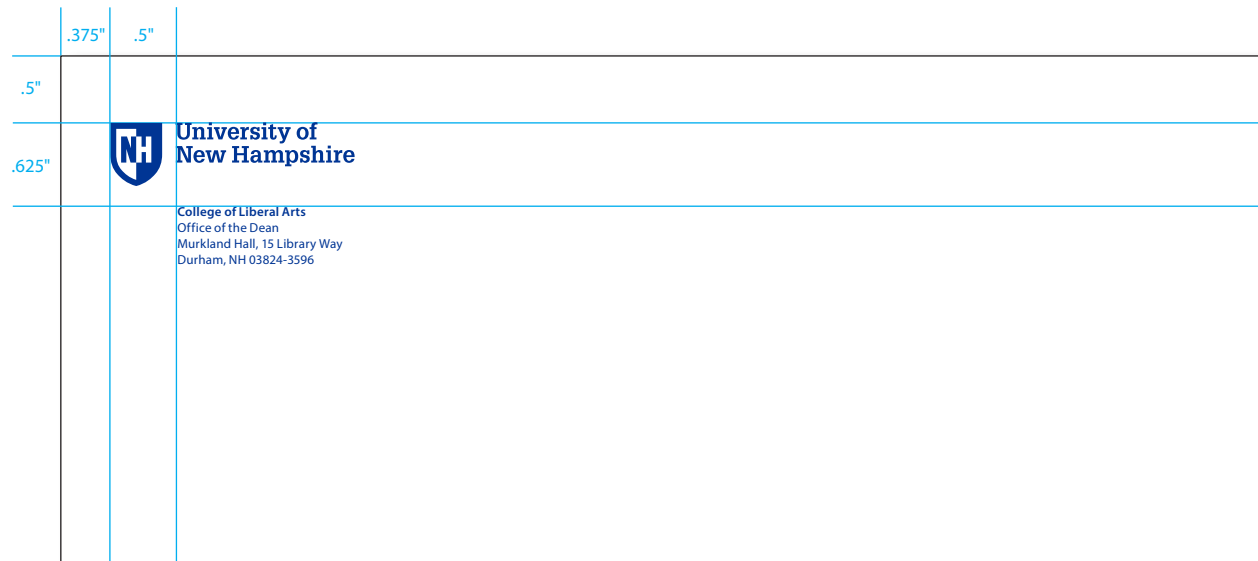 .375" .5"
.5"
.625"
NH
University of
New Hampshire
College of Liberal Arts
Office of the Dean
Murkland Hall, 15 Library Way
Durham, NH 03824-3596